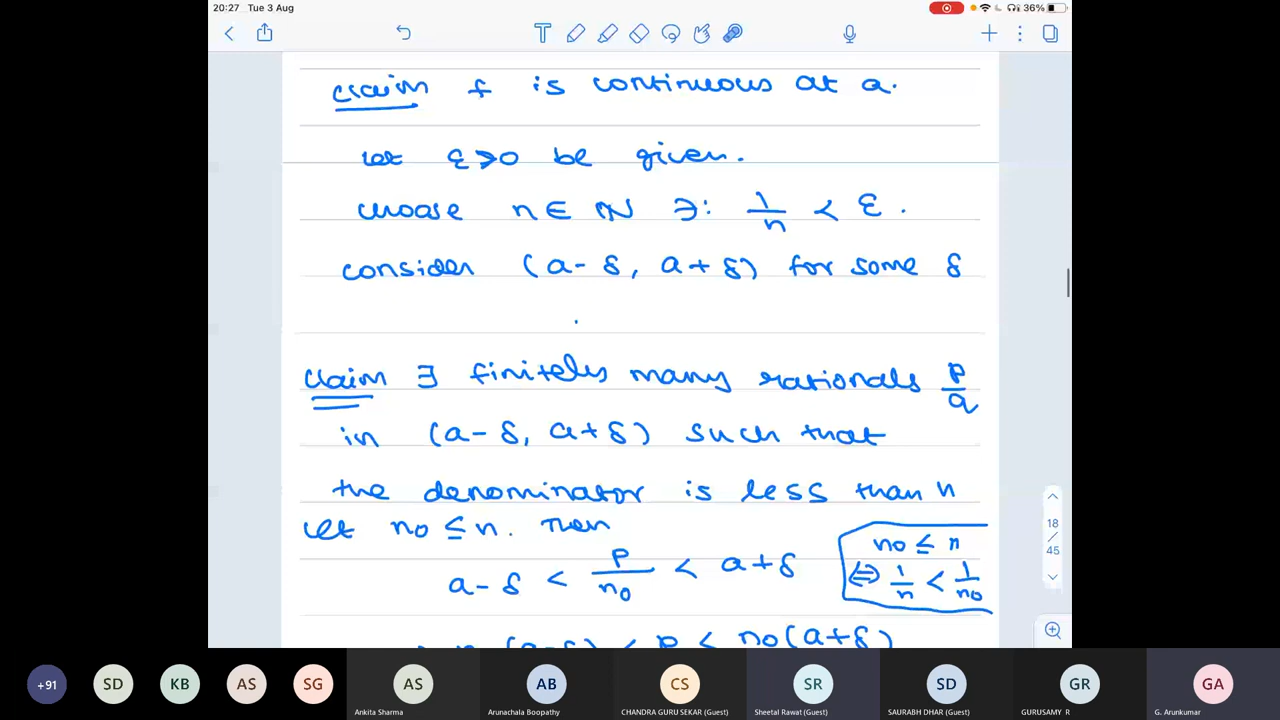 20:27 Tue 3 Aug
36%
Claim f is continuous at a.
Let ε>0 be given.
choose n ∈ ℕ ∋: 1/n < ε.
consider (a-δ, a+δ) for some δ
Claim ∃ finitely many rationals p/q
in (a-δ, a+δ) such that
the denominator is less than n
Let n₀ ≤ n. Then
a-δ < p/n₀ < a+δ
n₀ ≤ n
⇔ 1/n < 1/n₀
< p < n₀(a+δ)
18
/
45
+91
SD
KB
AS
SG
AS
AB
CS
SR
SD
GR
GA
Ankita Sharma
Arunachala Boopathy
CHANDRA GURU SEKAR (Guest)
Sheetal Rawat (Guest)
SAURABH DHAR (Guest)
GURUSAMY R
G. Arunkumar